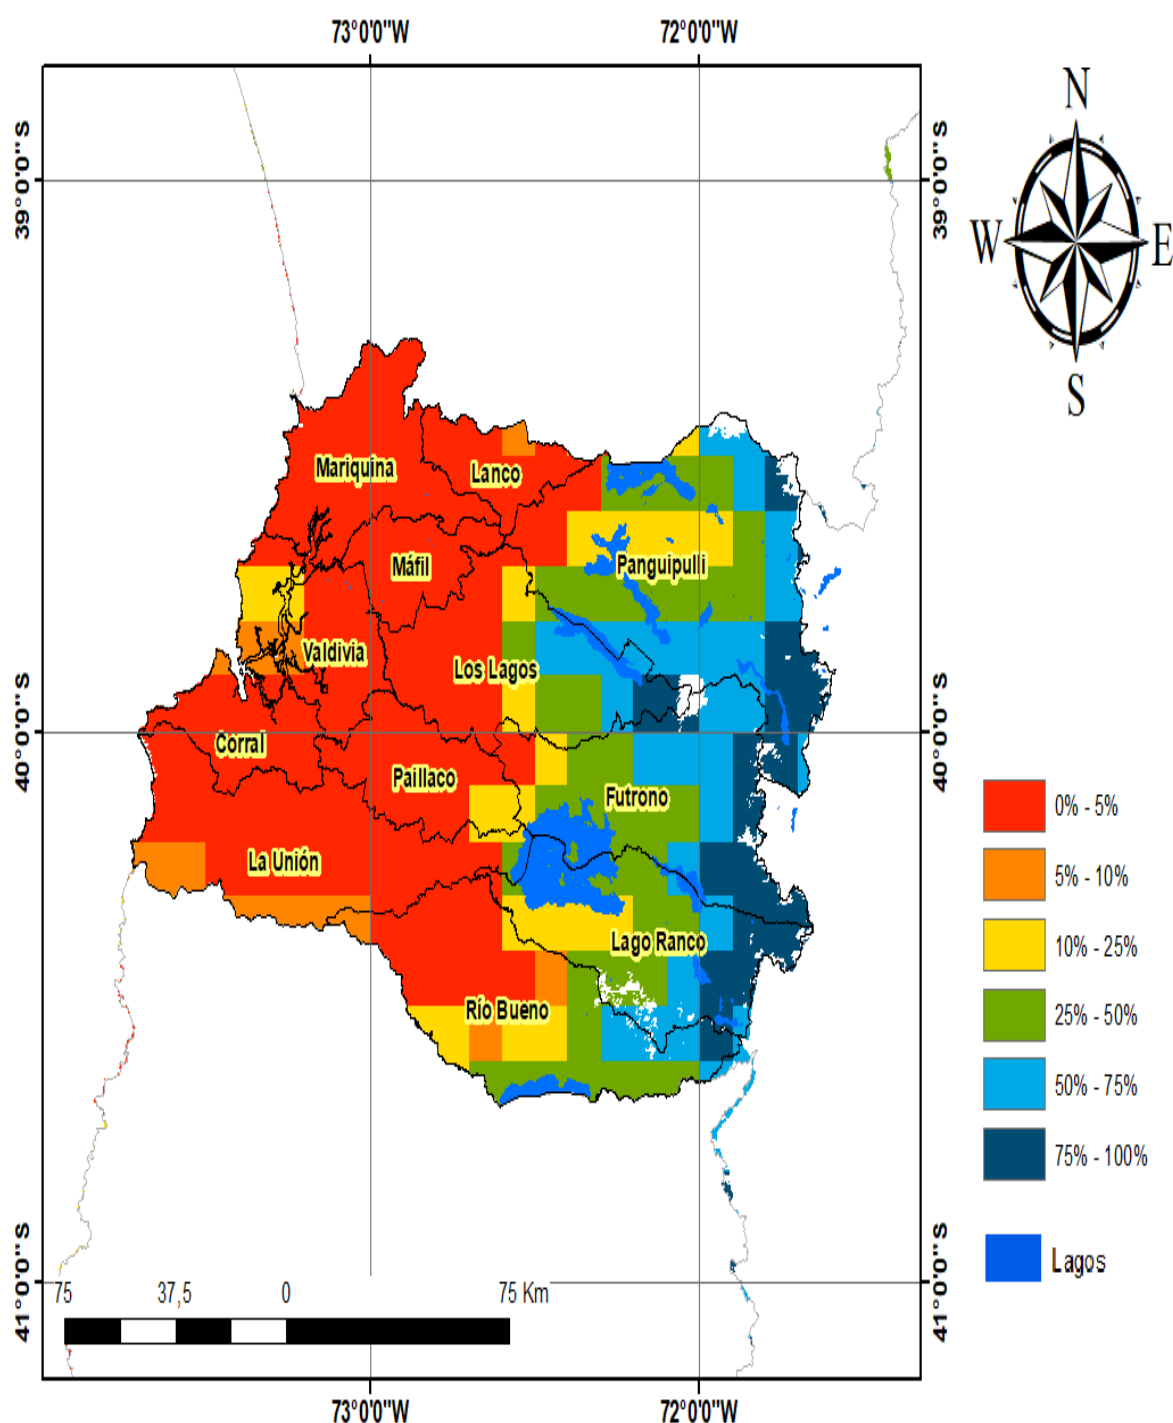 73°0'0"W 72°0'0"W
N
W E
S
39°0'0"S 39°0'0"S
Mariquina
Lanco
Máfil
Panguipulli
Valdivia
Los Lagos
40°0'0"S 40°0'0"S
Corral
Paillaco
Futrono
La Unión
Lago Ranco
Río Bueno
0% - 5%
5% - 10%
10% - 25%
25% - 50%
50% - 75%
75% - 100%
Lagos
41°0'0"S 41°0'0"S
75 37,5 0 75 Km
73°0'0"W 72°0'0"W